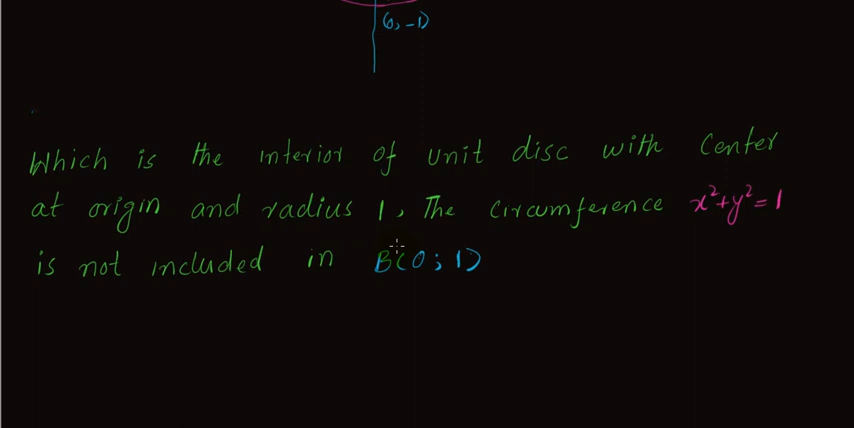 (0, -1)
Which is the interior of unit disc with center
at origin and radius 1, The circumference x²+y²=1
is not included in B(0;1)